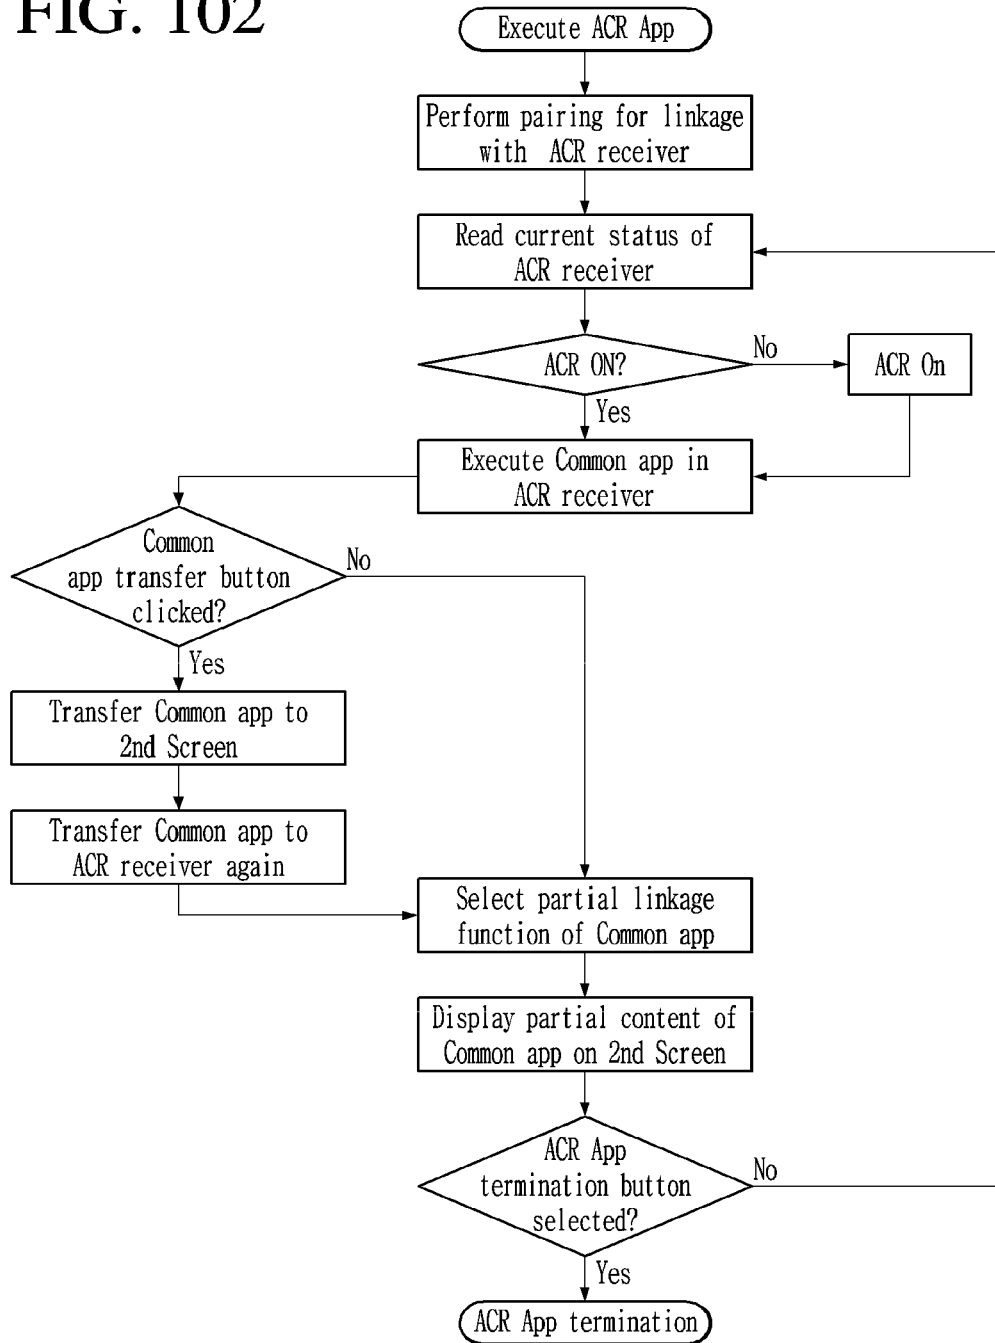 FIG. 102
Execute ACR App
Perform pairing for linkage
with ACR receiver
Read current status of
ACR receiver
ACR ON?
No
ACR On
Yes
Execute Common app in
ACR receiver
Common
app transfer button
clicked?
No
Yes
Transfer Common app to
2nd Screen
Transfer Common app to
ACR receiver again
Select partial linkage
function of Common app
Display partial content of
Common app on 2nd Screen
ACR App
termination button
selected?
No
Yes
ACR App termination